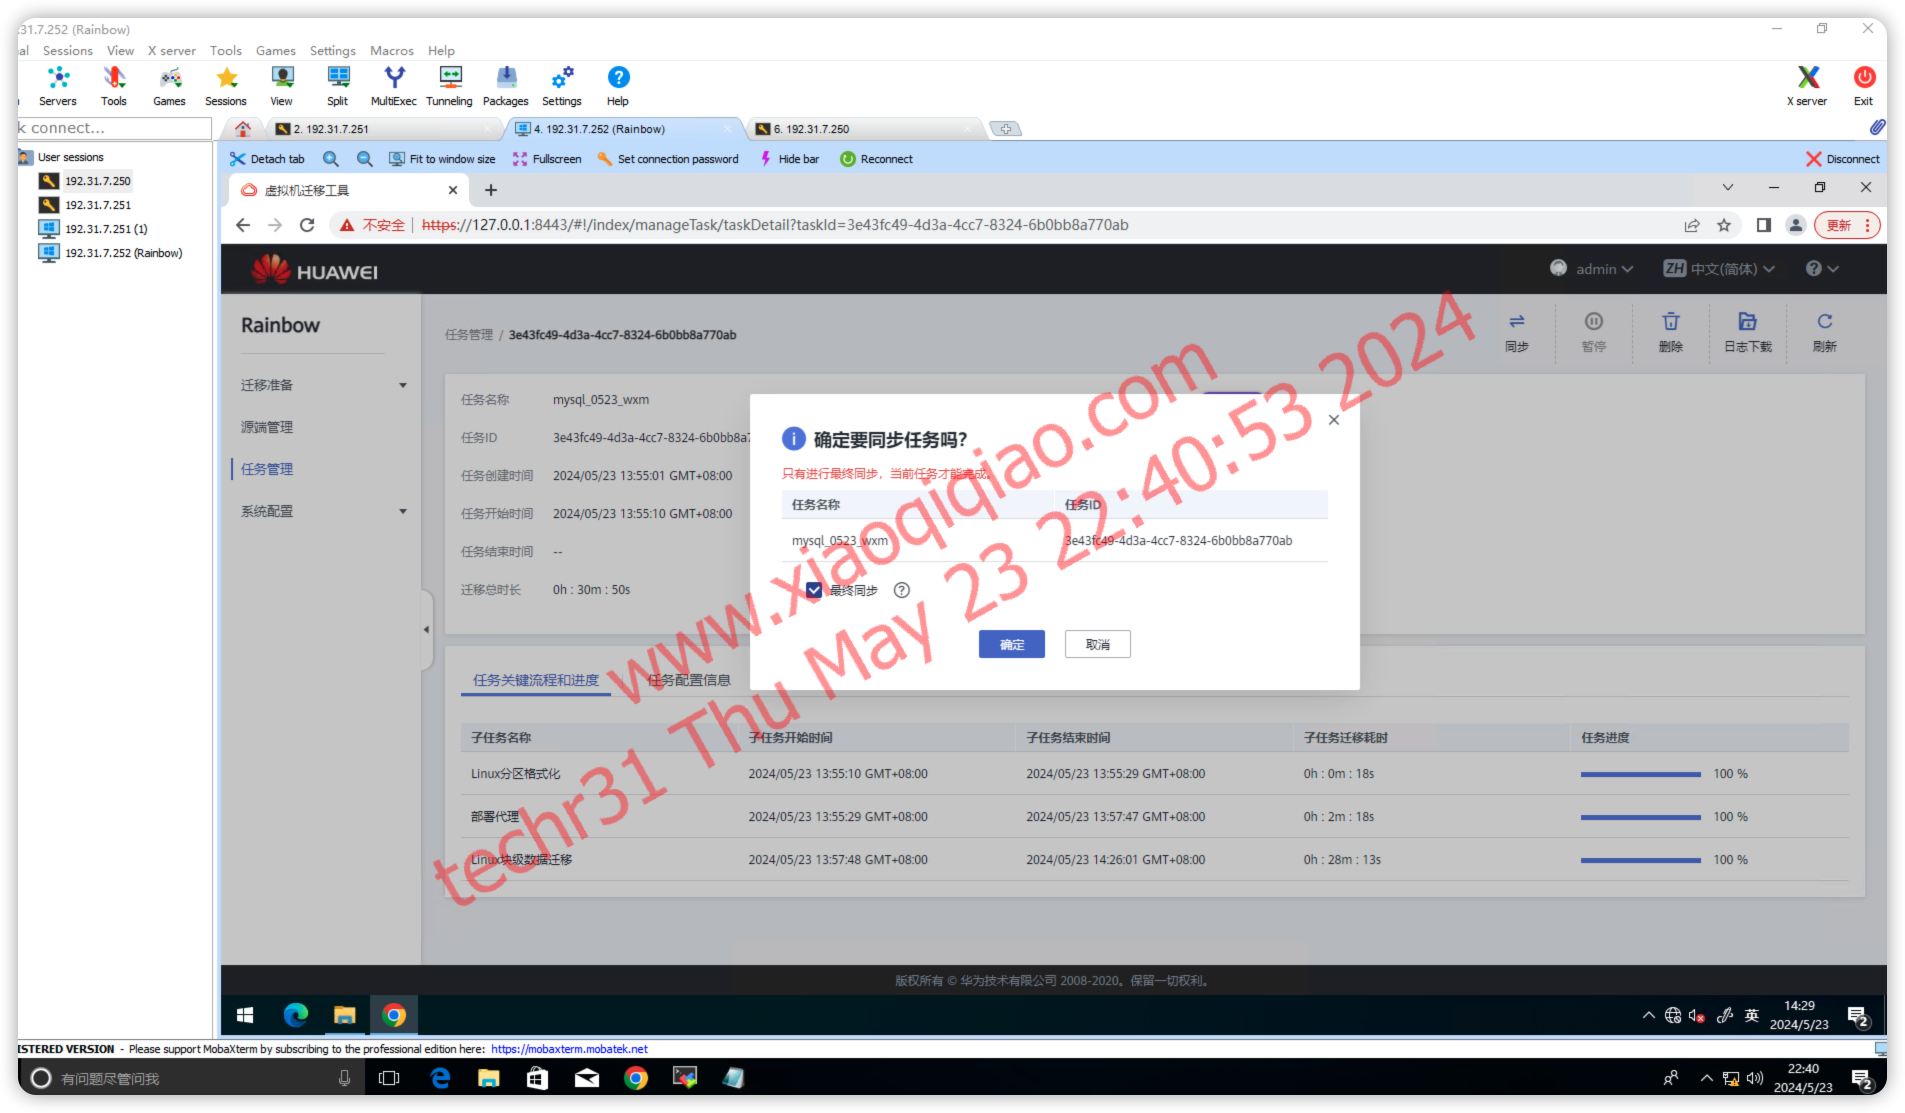 .31.7.252 (Rainbow)
al Sessions View X server Tools Games Settings Macros Help
Servers Tools Games Sessions View Split MultiExec Tunneling Packages Settings Help X server Exit
k connect...
2. 192.31.7.251
4. 192.31.7.252 (Rainbow)
6. 192.31.7.250
User sessions
192.31.7.250
192.31.7.251
192.31.7.251 (1)
192.31.7.252 (Rainbow)
Detach tab Fit to window size Fullscreen Set connection password Hide bar Reconnect Disconnect
虚拟机迁移工具
不安全 https://127.0.0.1:8443/#!/index/manageTask/taskDetail?taskId=3e43fc49-4d3a-4cc7-8324-6b0bb8a770ab 更新
HUAWEI
admin ZH 中文(简体)
Rainbow
迁移准备
源端管理
任务管理
系统配置
任务管理 / 3e43fc49-4d3a-4cc7-8324-6b0bb8a770ab
同步 暂停 删除 日志下载 刷新
任务名称 mysql_0523_wxm
任务ID 3e43fc49-4d3a-4cc7-8324-6b0bb8a7
任务创建时间 2024/05/23 13:55:01 GMT+08:00
任务开始时间 2024/05/23 13:55:10 GMT+08:00
任务结束时间 --
迁移总时长 0h : 30m : 50s
确定要同步任务吗?
只有进行最终同步，当前任务才能完成。
任务名称 任务ID
mysql_0523_wxm 3e43fc49-4d3a-4cc7-8324-6b0bb8a770ab
最终同步
确定 取消
任务关键流程和进度 任务配置信息
子任务名称 子任务开始时间 子任务结束时间 子任务迁移耗时 任务进度
Linux分区格式化 2024/05/23 13:55:10 GMT+08:00 2024/05/23 13:55:29 GMT+08:00 0h : 0m : 18s 100 %
部署代理 2024/05/23 13:55:29 GMT+08:00 2024/05/23 13:57:47 GMT+08:00 0h : 2m : 18s 100 %
Linux块级数据迁移 2024/05/23 13:57:48 GMT+08:00 2024/05/23 14:26:01 GMT+08:00 0h : 28m : 13s 100 %
www.xiaoqiqiao.com
techr31 Thu May 23 22:40:53 2024
版权所有 © 华为技术有限公司 2008-2020。保留一切权利。
英
14:29
2024/5/23
2
ISTERED VERSION - Please support MobaXterm by subscribing to the professional edition here: https://mobaxterm.mobatek.net
有问题尽管问我
22:40
2024/5/23
2